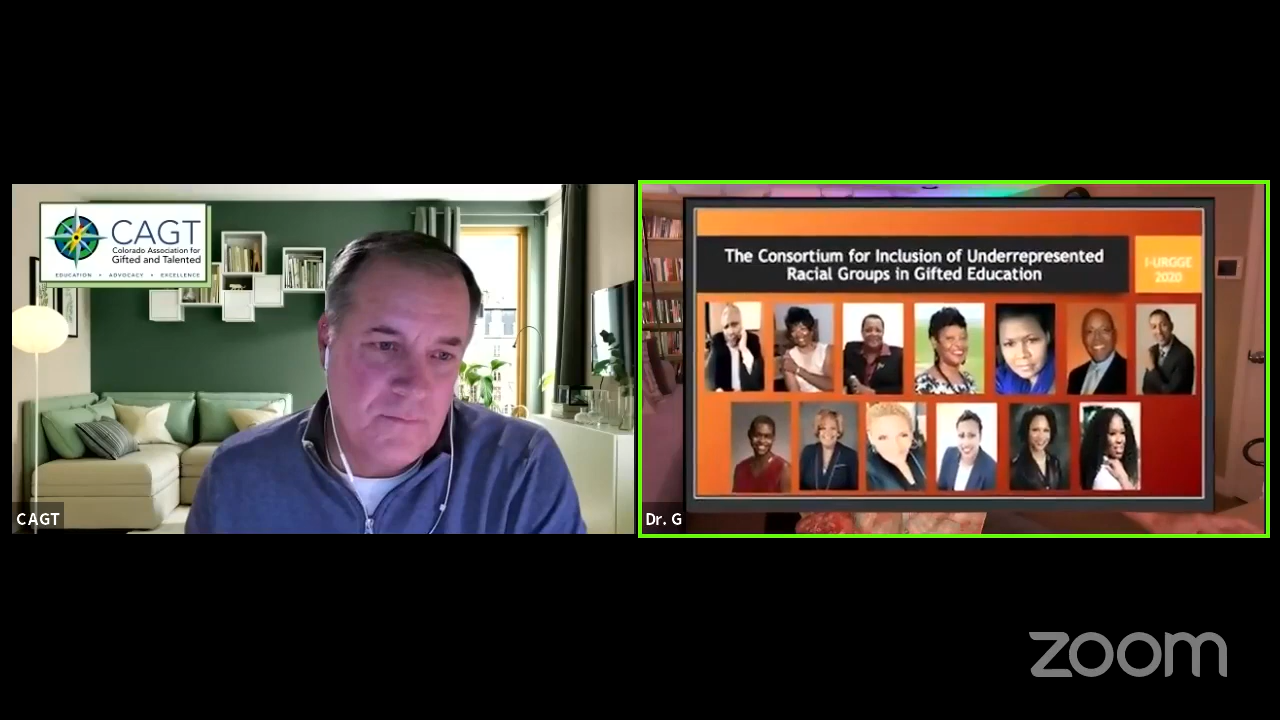 CAGT
Colorado Association for
Gifted and Talented
EDUCATION • ADVOCACY • EXCELLENCE
CAGT
The Consortium for Inclusion of Underrepresented
Racial Groups in Gifted Education
I-URGGE
2020
Dr. G
zoom